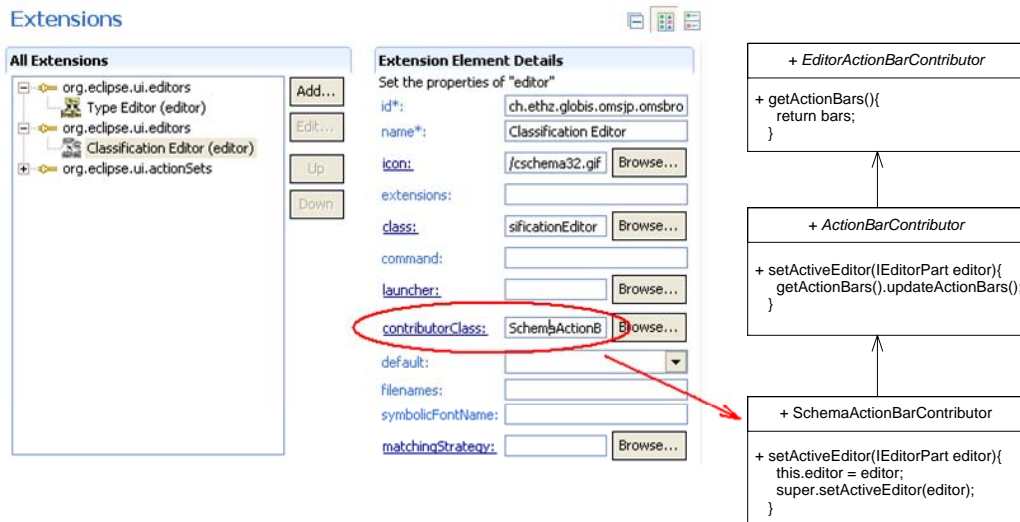 Extensions
All Extensions
org.eclipse.ui.editors
Type Editor (editor)
org.eclipse.ui.editors
Classification Editor (editor)
org.eclipse.ui.actionSets
Add...
Edit...
Up
Down
Extension Element Details
Set the properties of "editor"
id*: ch.ethz.globis.omsjp.omsbro
name*: Classification Editor
icon: /cschema32.gif Browse...
extensions:
class: sificationEditor Browse...
command:
launcher: Browse...
contributorClass: SchemaActionB Browse...
default:
filenames:
symbolicFontName:
matchingStrategy: Browse...
+ EditorActionBarContributor
+ getActionBars(){
return bars;
}
+ ActionBarContributor
+ setActiveEditor(IEditorPart editor){
getActionBars().updateActionBars();
}
+ SchemaActionBarContributor
+ setActiveEditor(IEditorPart editor){
this.editor = editor;
super.setActiveEditor(editor);
}